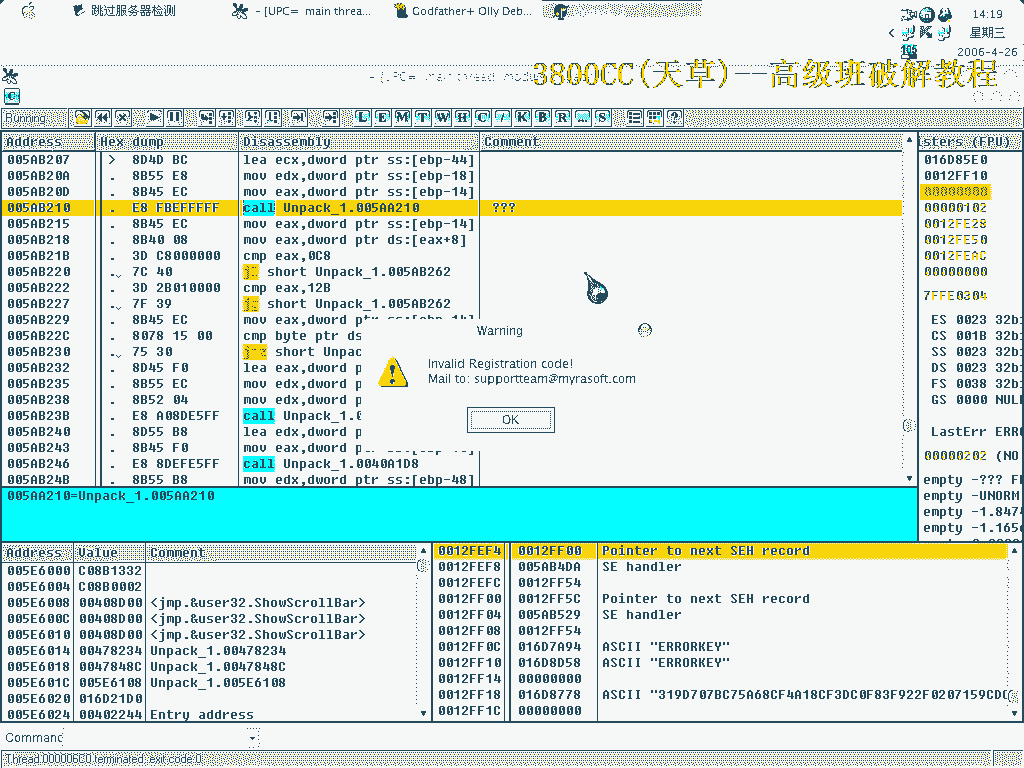 跳过服务器检测
- [UPC= main threa...
Godfather+ Olly Deb...
14:19
星期三
2006-4-26
3800CC(天草)--高级班破解教程
Running
L E M T W H C / K B R ... S
Address Hex dump Disassembly Comment
005AB207 > 8D4D BC lea ecx,dword ptr ss:[ebp-44]
005AB20A . 8B55 E8 mov edx,dword ptr ss:[ebp-18]
005AB20D . 8B45 EC mov eax,dword ptr ss:[ebp-14]
005AB210 . E8 FBEFFFFF call Unpack_1.005AA210 ???
005AB215 . 8B45 EC mov eax,dword ptr ss:[ebp-14]
005AB218 . 8B40 08 mov eax,dword ptr ds:[eax+8]
005AB21B . 3D C8000000 cmp eax,0C8
005AB220 . 7C 40 short Unpack_1.005AB262
005AB222 . 3D 2B010000 cmp eax,12B
005AB227 . 7F 39 short Unpack_1.005AB262
005AB229 . 8B45 EC mov eax,dword ptr ss:[ebp-14]
005AB22C . 8078 15 00 cmp byte ptr ds
005AB230 . 75 30 short Unpac
005AB232 . 8D45 F0 lea eax,dword p
005AB235 . 8B55 EC mov edx,dword p
005AB238 . 8B52 04 mov edx,dword p
005AB23B . E8 A08DE5FF call Unpack_1.0
005AB240 . 8D55 B8 lea edx,dword p
005AB243 . 8B45 F0 mov eax,dword p
005AB246 . E8 8DEFE5FF call Unpack_1.0040A1D8
005AB24B . 8B55 B8 mov edx,dword ptr ss:[ebp-48]
sters (FPU)
016D85E0
0012FF10
00000000
00000102
0012FE28
0012FE50
0012FEAC
00000000
7FFE0304
ES 0023 32b
CS 001B 32b
SS 0023 32b
DS 0023 32b
FS 0038 32b
GS 0000 NUL
LastErr ERR
00000202 (NO
empty -??? F
empty -UNORM
empty -1.847
empty -1.165
Warning
Invalid Registration code!
Mail to: supportteam@myrasoft.com
OK
005AA210=Unpack_1.005AA210
Address Value Comment
005E6000 C08B1332
005E6004 C08B0002
005E6008 00408D00 <jmp.&user32.ShowScrollBar>
005E600C 00408D00 <jmp.&user32.ShowScrollBar>
005E6010 00408D00 <jmp.&user32.ShowScrollBar>
005E6014 00478234 Unpack_1.00478234
005E6018 0047848C Unpack_1.0047848C
005E601C 005E6108 Unpack_1.005E6108
005E6020 016D21D0
005E6024 00402244 Entry address
0012FEF4 0012FF00 Pointer to next SEH record
0012FEF8 005AB4DA SE handler
0012FEFC 0012FF54
0012FF00 0012FF5C Pointer to next SEH record
0012FF04 005AB529 SE handler
0012FF08 0012FF54
0012FF0C 016D7A94 ASCII "ERRORKEY"
0012FF10 016D8D58 ASCII "ERRORKEY"
0012FF14 00000000
0012FF18 016D8778 ASCII "319D707BC75A68CF4A18CF3DC0F83F922F0207159CD
0012FF1C 00000000
Command
Thread 000006C0 terminated, exit code 0